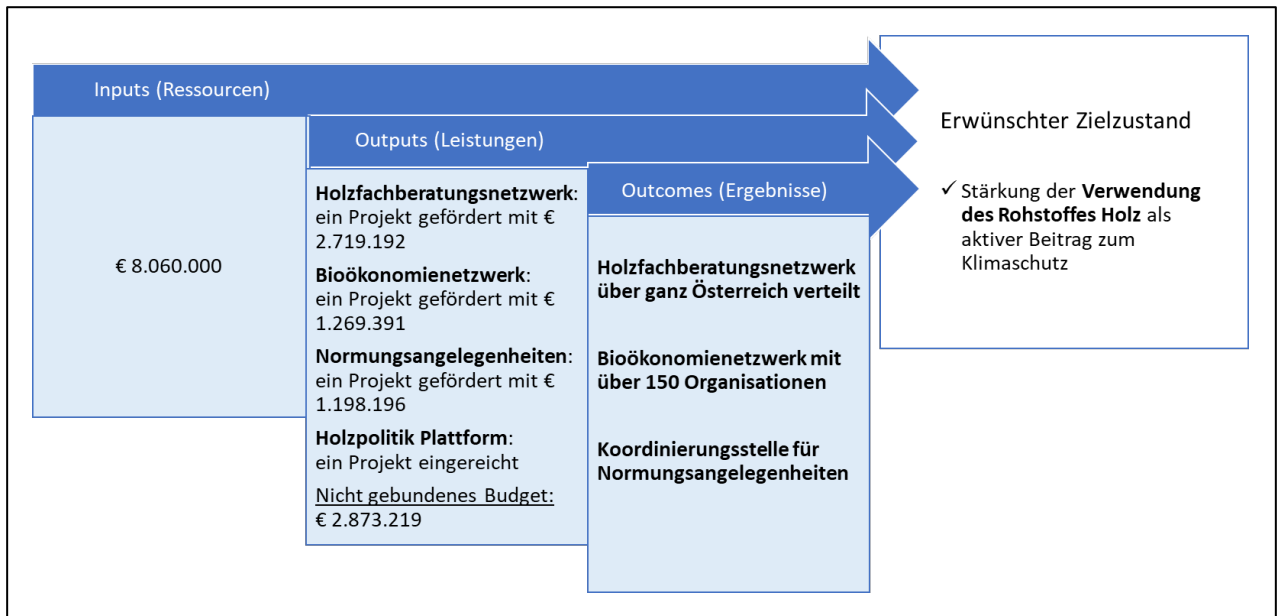 Inputs (Ressourcen)
€ 8.060.000
Outputs (Leistungen)
Holzfachberatungsnetzwerk:
ein Projekt gefördert mit €
2.719.192
Bioökonomienetzwerk:
ein Projekt gefördert mit €
1.269.391
Normungsangelegenheiten:
ein Projekt gefördert mit €
1.198.196
Holzpolitik Plattform:
ein Projekt eingereicht
Nicht gebundenes Budget:
€ 2.873.219
Outcomes (Ergebnisse)
Holzfachberatungsnetzwerk
über ganz Österreich verteilt
Bioökonomienetzwerk mit
über 150 Organisationen
Koordinierungsstelle für
Normungsangelegenheiten
Erwünschter Zielzustand
✓ Stärkung der Verwendung
des Rohstoffes Holz als
aktiver Beitrag zum
Klimaschutz